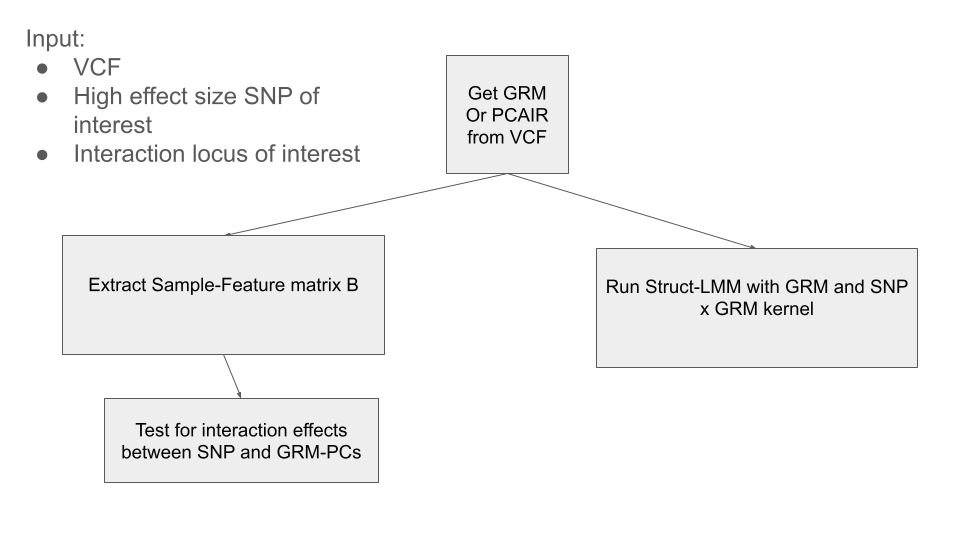 Input:
● VCF
● High effect size SNP of
interest
● Interaction locus of interest
Get GRM
Or PCAIR
from VCF
Extract Sample-Feature matrix B
Run Struct-LMM with GRM and SNP
x GRM kernel
Test for interaction effects
between SNP and GRM-PCs